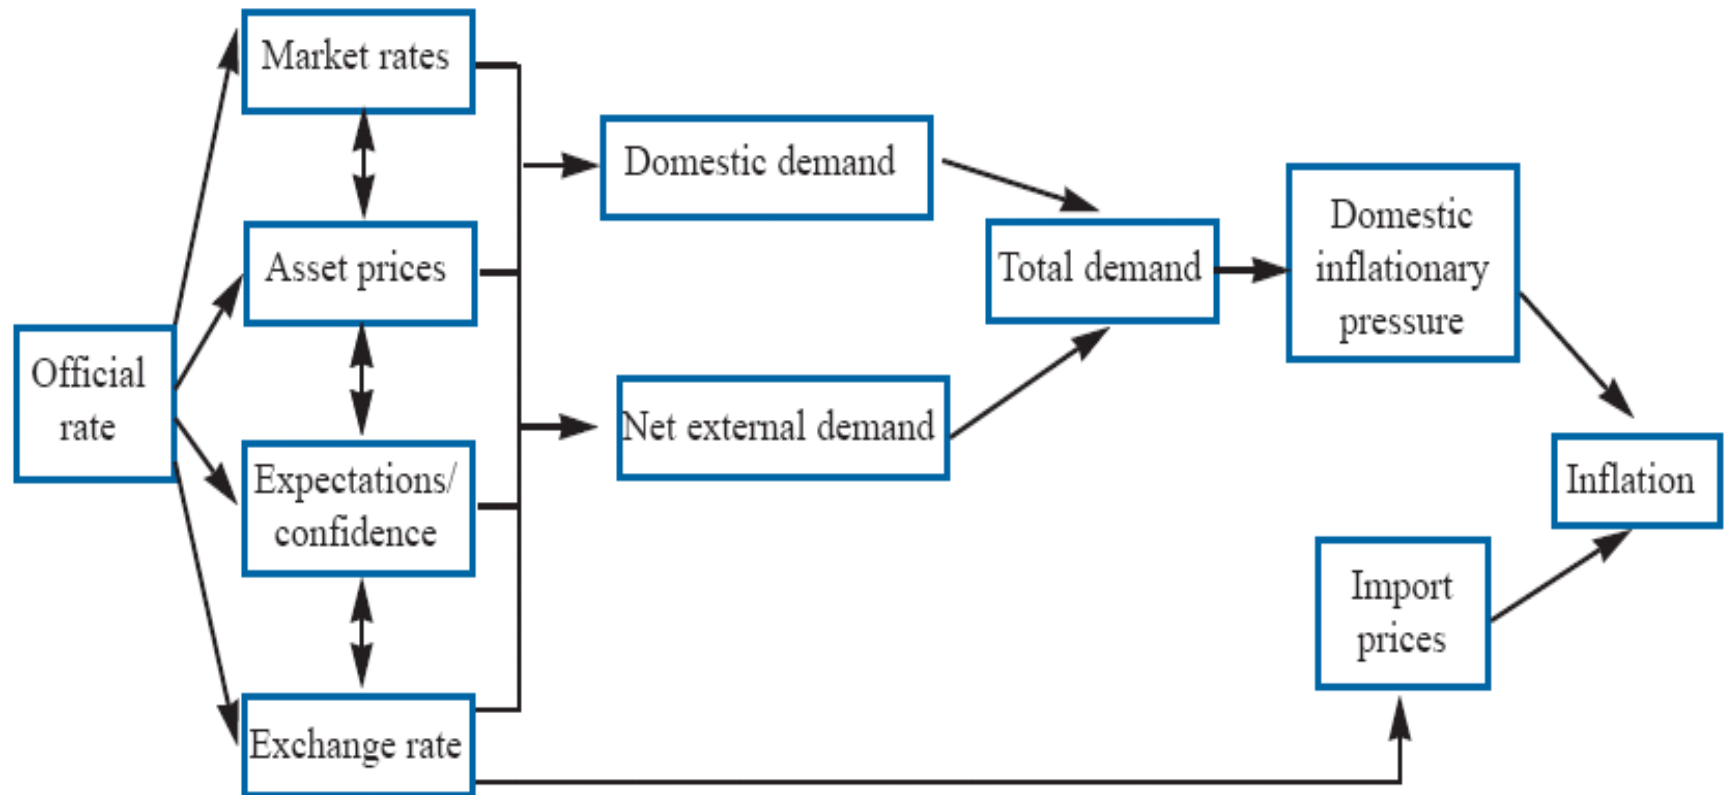 Market rates
Asset prices
Official
rate
Expectations/
confidence
Exchange rate
Domestic demand
Net external demand
Total demand
Domestic
inflationary
pressure
Import
prices
Inflation